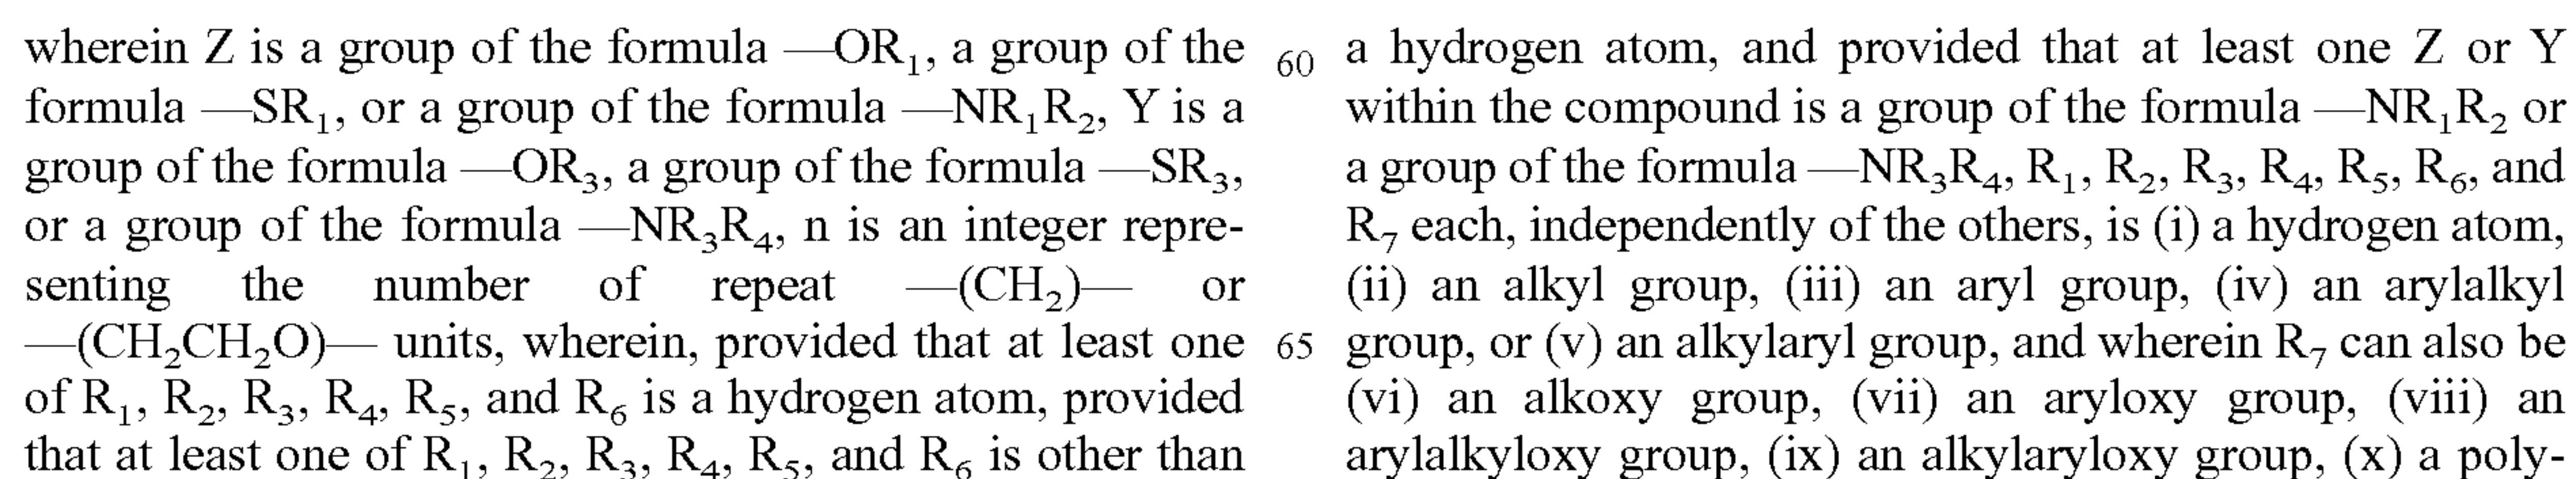 wherein Z is a group of the formula —OR₁, a group of the
formula —SR₁, or a group of the formula —NR₁R₂, Y is a
group of the formula —OR₃, a group of the formula —SR₃,
or a group of the formula —NR₃R₄, n is an integer repre-
senting the number of repeat —(CH₂)— or
—(CH₂CH₂O)— units, wherein, provided that at least one
of R₁, R₂, R₃, R₄, R₅, and R₆ is a hydrogen atom, provided
that at least one of R₁, R₂, R₃, R₄, R₅, and R₆ is other than
60
65
a hydrogen atom, and provided that at least one Z or Y
within the compound is a group of the formula —NR₁R₂ or
a group of the formula —NR₃R₄, R₁, R₂, R₃, R₄, R₅, R₆, and
R₇ each, independently of the others, is (i) a hydrogen atom,
(ii) an alkyl group, (iii) an aryl group, (iv) an arylalkyl
group, or (v) an alkylaryl group, and wherein R₇ can also be
(vi) an alkoxy group, (vii) an aryloxy group, (viii) an
arylalkyloxy group, (ix) an alkylaryloxy group, (x) a poly-